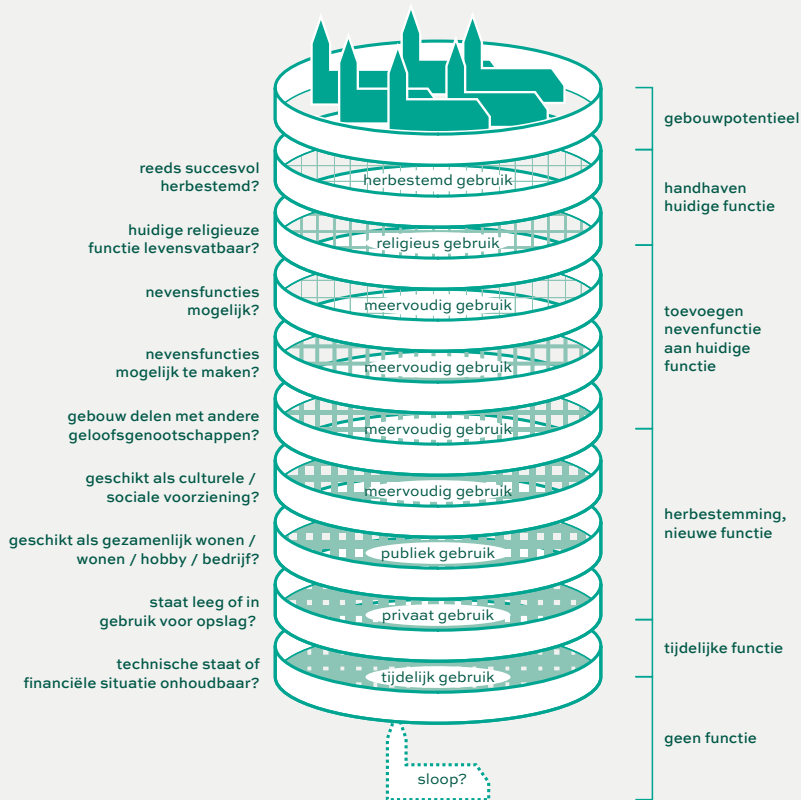 gebouwpotentieel
reeds succesvol
herbestemd?
herbestemd gebruik
handhaven
huidige functie
huidige religieuze
functie levensvatbaar?
religieus gebruik
nevensfuncties
mogelijk?
meervoudig gebruik
toevoegen
nevenfunctie
aan huidige
functie
nevensfuncties
mogelijk te maken?
meervoudig gebruik
gebouw delen met andere
geloofsgenootschappen?
meervoudig gebruik
geschikt als culturele /
sociale voorziening?
meervoudig gebruik
herbestemming,
nieuwe functie
geschikt als gezamenlijk wonen /
wonen / hobby / bedrijf?
publiek gebruik
staat leeg of in
gebruik voor opslag?
privaat gebruik
tijdelijke functie
technische staat of
financiële situatie onhoudbaar?
tijdelijk gebruik
geen functie
sloop?